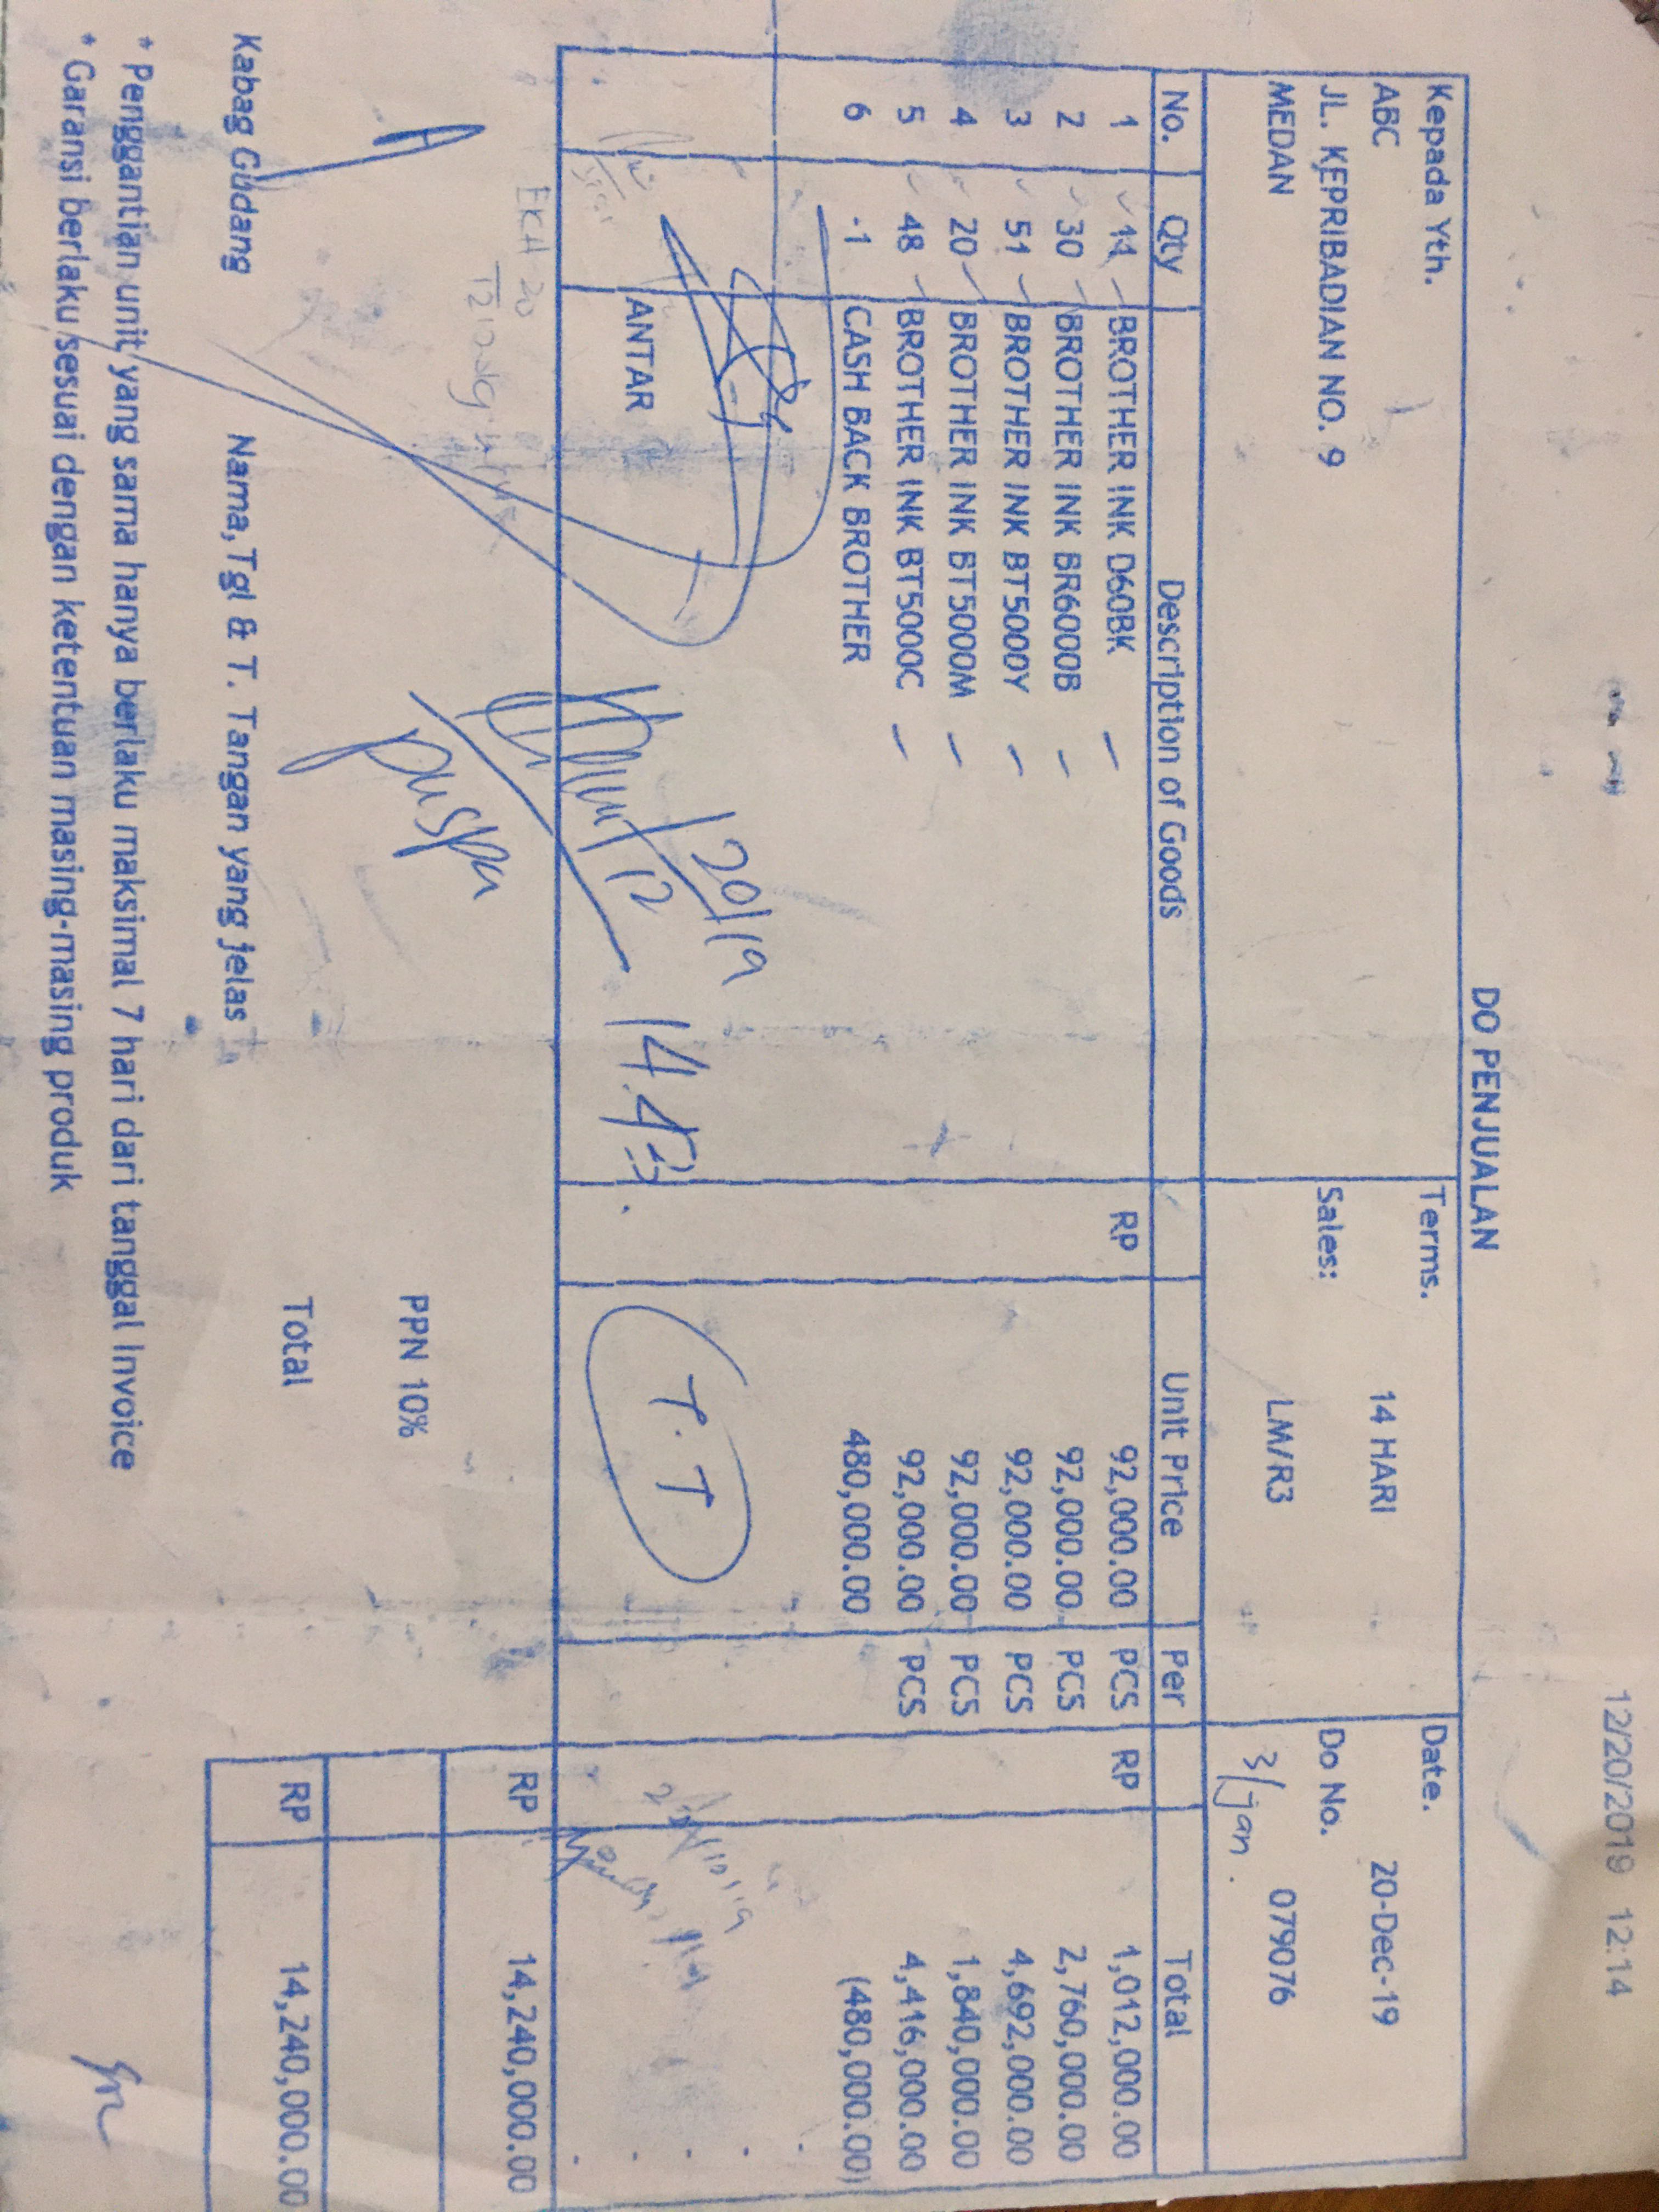 12/20/2019 12:14
DO PENJUALAN
Kepada Yth. Terms. Date.
ABC 14 HARI 20-Dec-19
JL. KEPRIBADIAN NO. 9 Sales: Do No.
MEDAN LM/R3 079076
3/jan.
No. Qty Description of Goods Unit Price Per Total
1 11 BROTHER INK D60BK RP 92,000.00 PCS RP 1,012,000.00
2 30 BROTHER INK BR6000B 92,000.00 PCS 2,760,000.00
3 51 BROTHER INK BT5000Y 92,000.00 PCS 4,692,000.00
4 20 BROTHER INK BT5000M 92,000.00 PCS 1,840,000.00
5 48 BROTHER INK BT5000C 92,000.00 PCS 4,416,000.00
6 -1 CASH BACK BROTHER 480,000.00 (480,000.00)
20/19
12
T.T
ANTAR
RP 14,240,000.00
puspa
PPN 10%
Total RP 14,240,000.00
Kabag Gudang Nama,Tgl & T. Tangan yang jelas
* Penggantian unit yang sama hanya berlaku maksimal 7 hari dari tanggal Invoice
* Garansi berlaku sesuai dengan ketentuan masing-masing produk